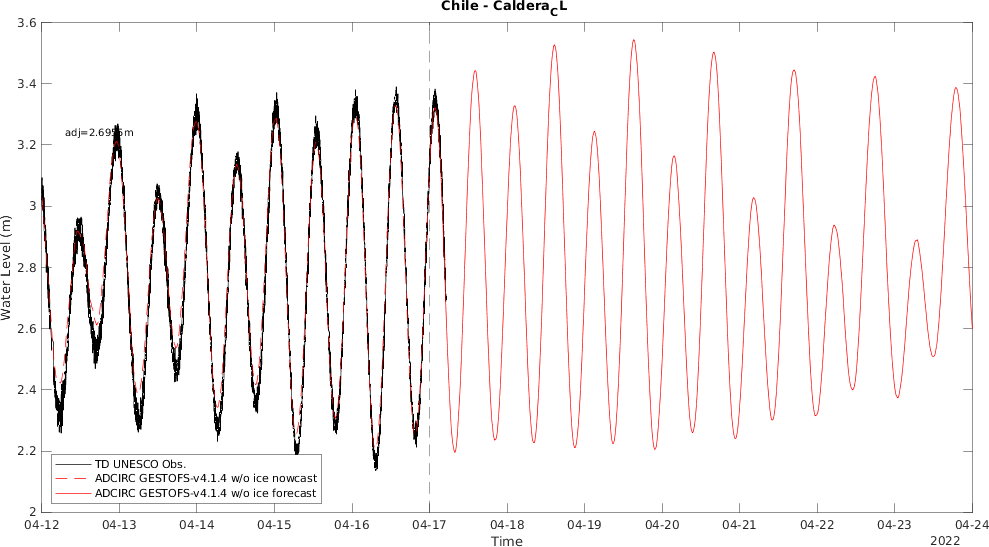 Chile - Caldera_CL
3.6
3.4
3.2
3
2.8
2.6
2.4
2.2
2
Water Level (m)
adj=2.6955m
TD UNESCO Obs.
ADCIRC GESTOFS-v4.1.4 w/o ice nowcast
ADCIRC GESTOFS-v4.1.4 w/o ice forecast
04-12 04-13 04-14 04-15 04-16 04-17 04-18 04-19 04-20 04-21 04-22 04-23 04-24
Time
2022